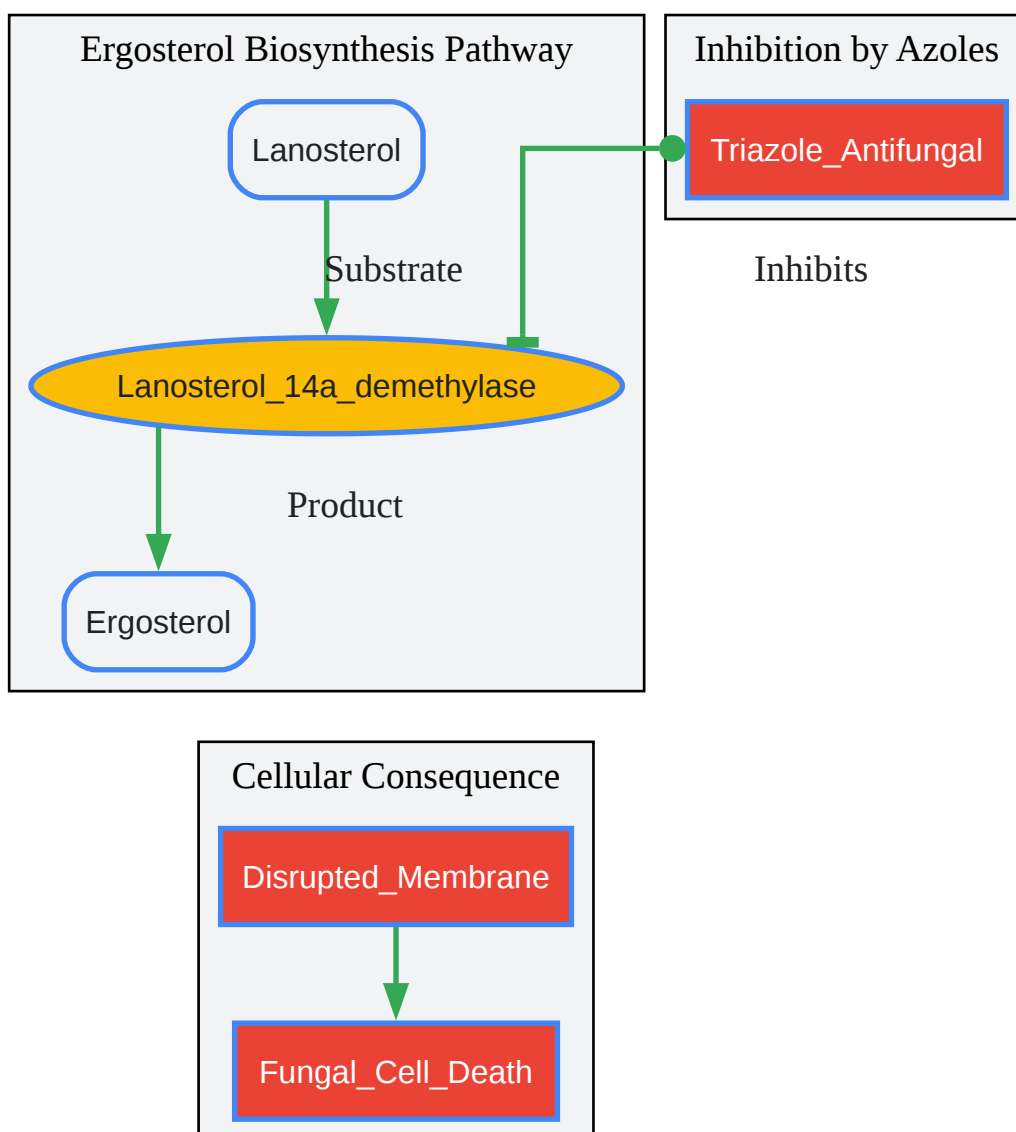 Ergosterol Biosynthesis Pathway
Lanosterol
Substrate
Lanosterol_14a_demethylase
Product
Ergosterol
Inhibition by Azoles
Triazole_Antifungal
Inhibits
Cellular Consequence
Disrupted_Membrane
Fungal_Cell_Death